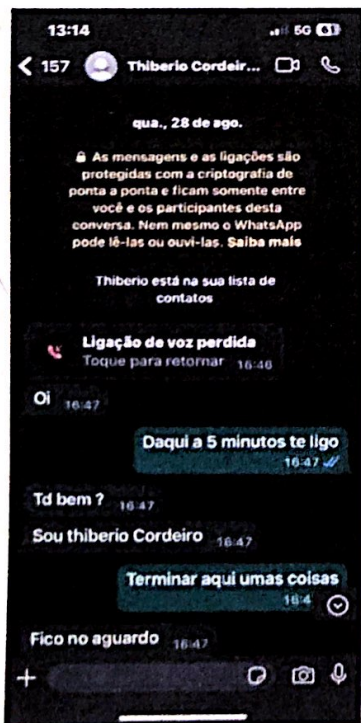 13:14
5G 61
157 Thiberio Cordeir...
qua., 28 de ago.
As mensagens e as ligações são
protegidas com a criptografia de
ponta a ponta e ficam somente entre
você e os participantes desta
conversa. Nem mesmo o WhatsApp
pode lê-las ou ouvi-las. Saiba mais
Thiberio está na sua lista de
contatos
Ligação de voz perdida
Toque para retornar 16:46
Oi 16:47
Daqui a 5 minutos te ligo
16:47
Td bem ? 16:47
Sou thiberio Cordeiro 16:47
Terminar aqui umas coisas
16:4
Fico no aguardo 16:47